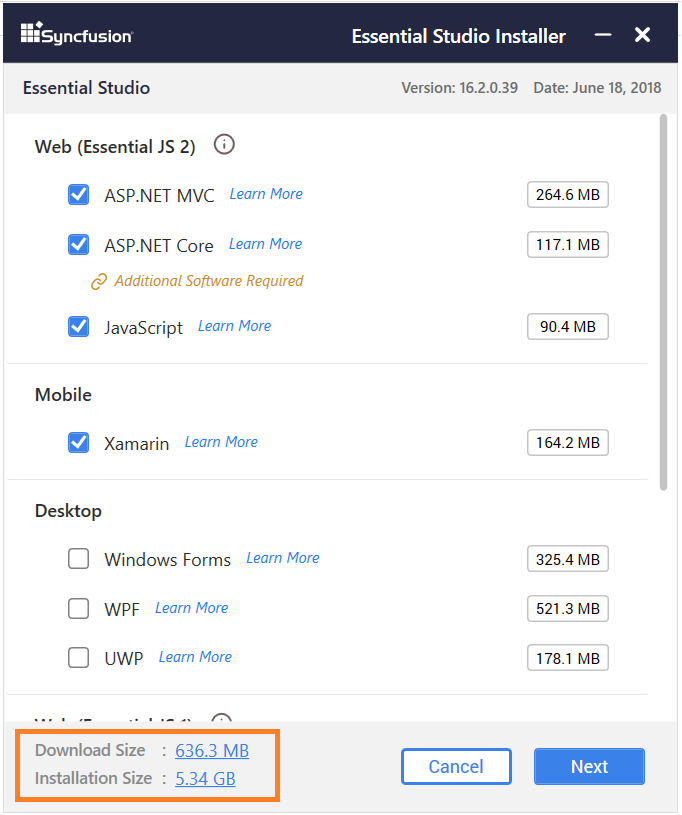 Syncfusion Essential Studio Installer
Essential Studio Version: 16.2.0.39 Date: June 18, 2018
Web (Essential JS 2)
ASP.NET MVC Learn More 264.6 MB
ASP.NET Core Learn More 117.1 MB
Additional Software Required
JavaScript Learn More 90.4 MB
Mobile
Xamarin Learn More 164.2 MB
Desktop
Windows Forms Learn More 325.4 MB
WPF Learn More 521.3 MB
UWP Learn More 178.1 MB
Web (Essential JS 1)
Download Size : 636.3 MB
Installation Size : 5.34 GB
Cancel Next